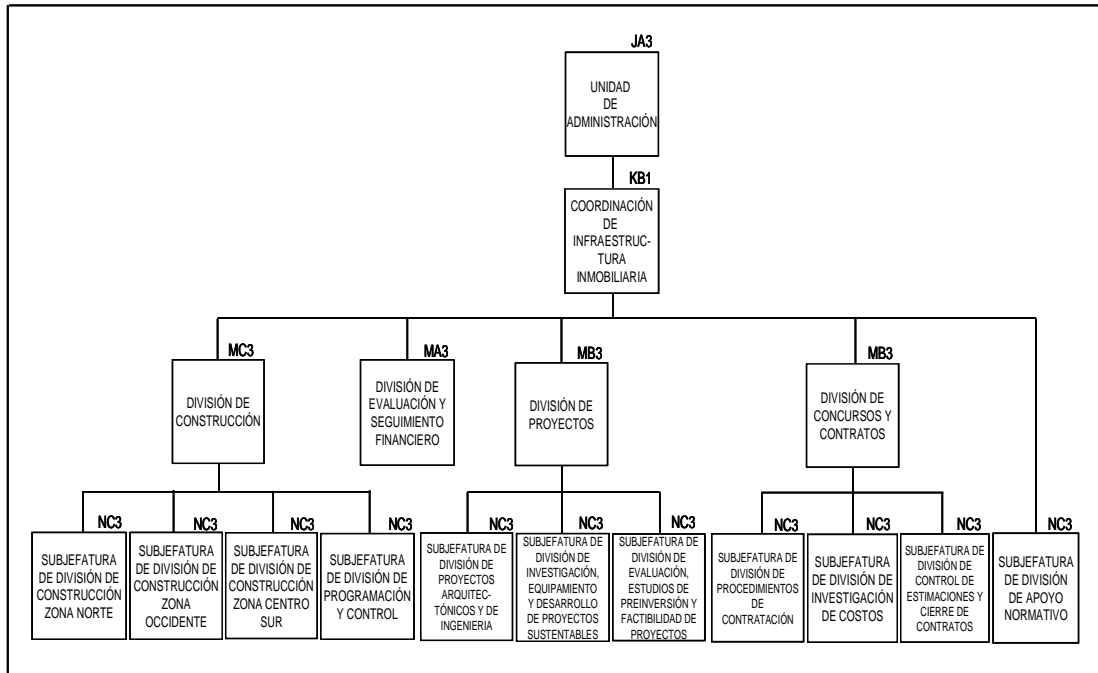 JA3
UNIDAD
DE
ADMINISTRACIÓN
KB1
COORDINACIÓN
DE
INFRAESTRUC-
TURA
INMOBILIARIA
MC3
DIVISIÓN DE
CONSTRUCCIÓN
MA3
DIVISIÓN DE
EVALUACIÓN Y
SEGUIMIENTO
FINANCIERO
MB3
DIVISIÓN DE
PROYECTOS
MB3
DIVISIÓN DE
CONCURSOS Y
CONTRATOS
NC3
SUBJEFATURA
DE DIVISIÓN DE
CONSTRUCCIÓN
ZONA NORTE
NC3
SUBJEFATURA
DE DIVISIÓN DE
CONSTRUCCIÓN
ZONA
OCCIDENTE
NC3
SUBJEFATURA
DE DIVISIÓN DE
CONSTRUCCIÓN
ZONA CENTRO
SUR
NC3
SUBJEFATURA
DE DIVISIÓN DE
PROGRAMACIÓN
Y CONTROL
NC3
SUBJEFATURA DE
DIVISIÓN DE
PROYECTOS
ARQUITEC-
TÓNICOS Y DE
INGENIERIA
NC3
SUBJEFATURA DE
DIVISIÓN DE
INVESTIGACIÓN,
EQUIPAMIENTO
Y DESARROLLO
DE PROYECTOS
SUSTENTABLES
NC3
SUBJEFATURA DE
DIVISIÓN DE
EVALUACIÓN,
ESTUDIOS DE
PREINVERSIÓN Y
FACTIBILIDAD DE
PROYECTOS
NC3
SUBJEFATURA DE
DIVISIÓN DE
PROCEDIMIENTOS
DE
CONTRATACIÓN
NC3
SUBJEFATURA
DE DIVISIÓN DE
INVESTIGACIÓN
DE COSTOS
NC3
SUBJEFATURA DE
DIVISIÓN DE
CONTROL DE
ESTIMACIONES Y
CIERRE DE
CONTRATOS
NC3
SUBJEFATURA
DE DIVISIÓN
DE APOYO
NORMATIVO